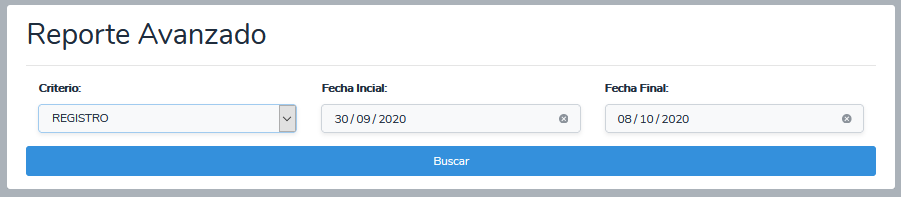 Reporte Avanzado
Criterio: Fecha Incial: Fecha Final:
REGISTRO 30 / 09 / 2020 08 / 10 / 2020
Buscar